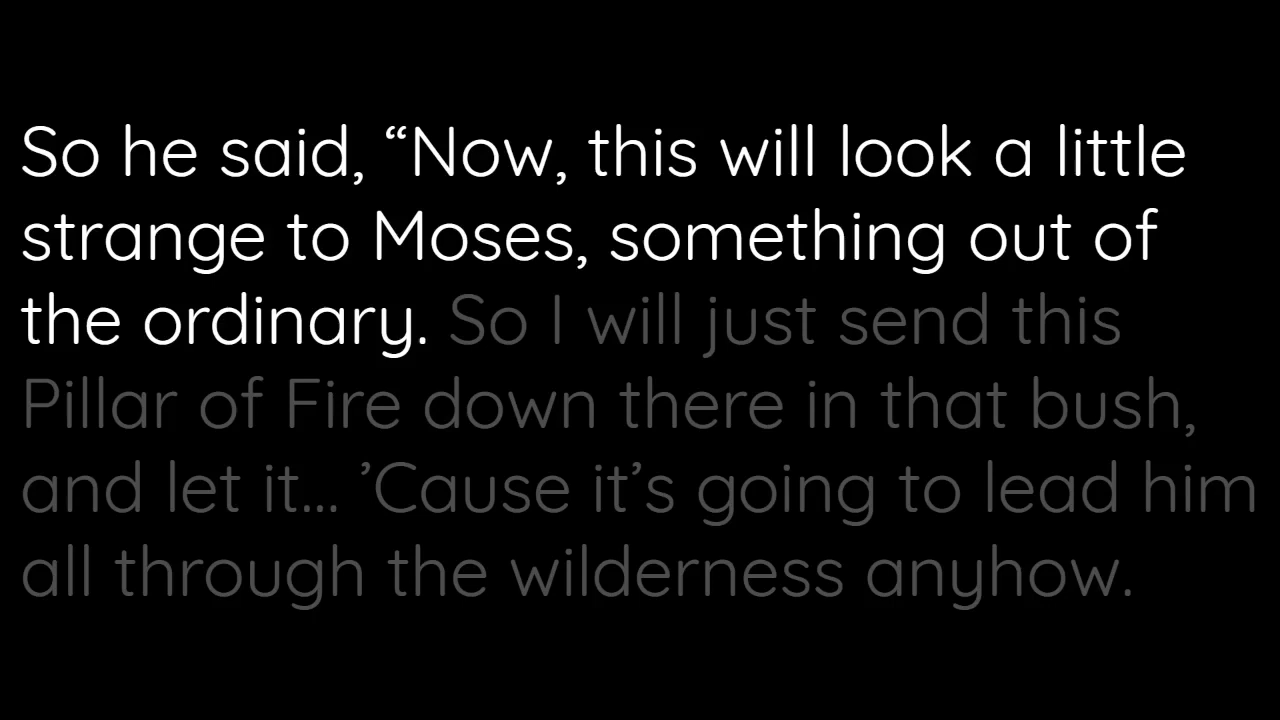 So he said, “Now, this will look a little
strange to Moses, something out of
the ordinary. So I will just send this
Pillar of Fire down there in that bush,
and let it... ’Cause it’s going to lead him
all through the wilderness anyhow.